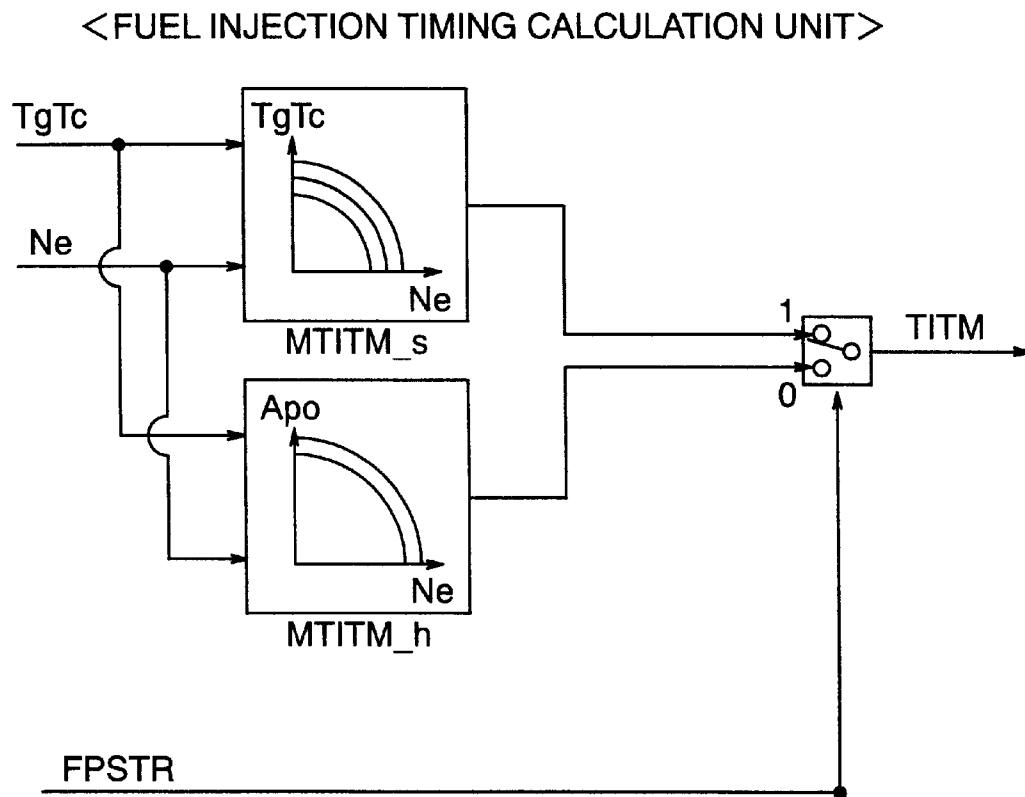 <FUEL INJECTION TIMING CALCULATION UNIT>
TgTc
TgTc
Ne
Ne
MTITM_s
1
TITM
0
Apo
Ne
MTITM_h
FPSTR